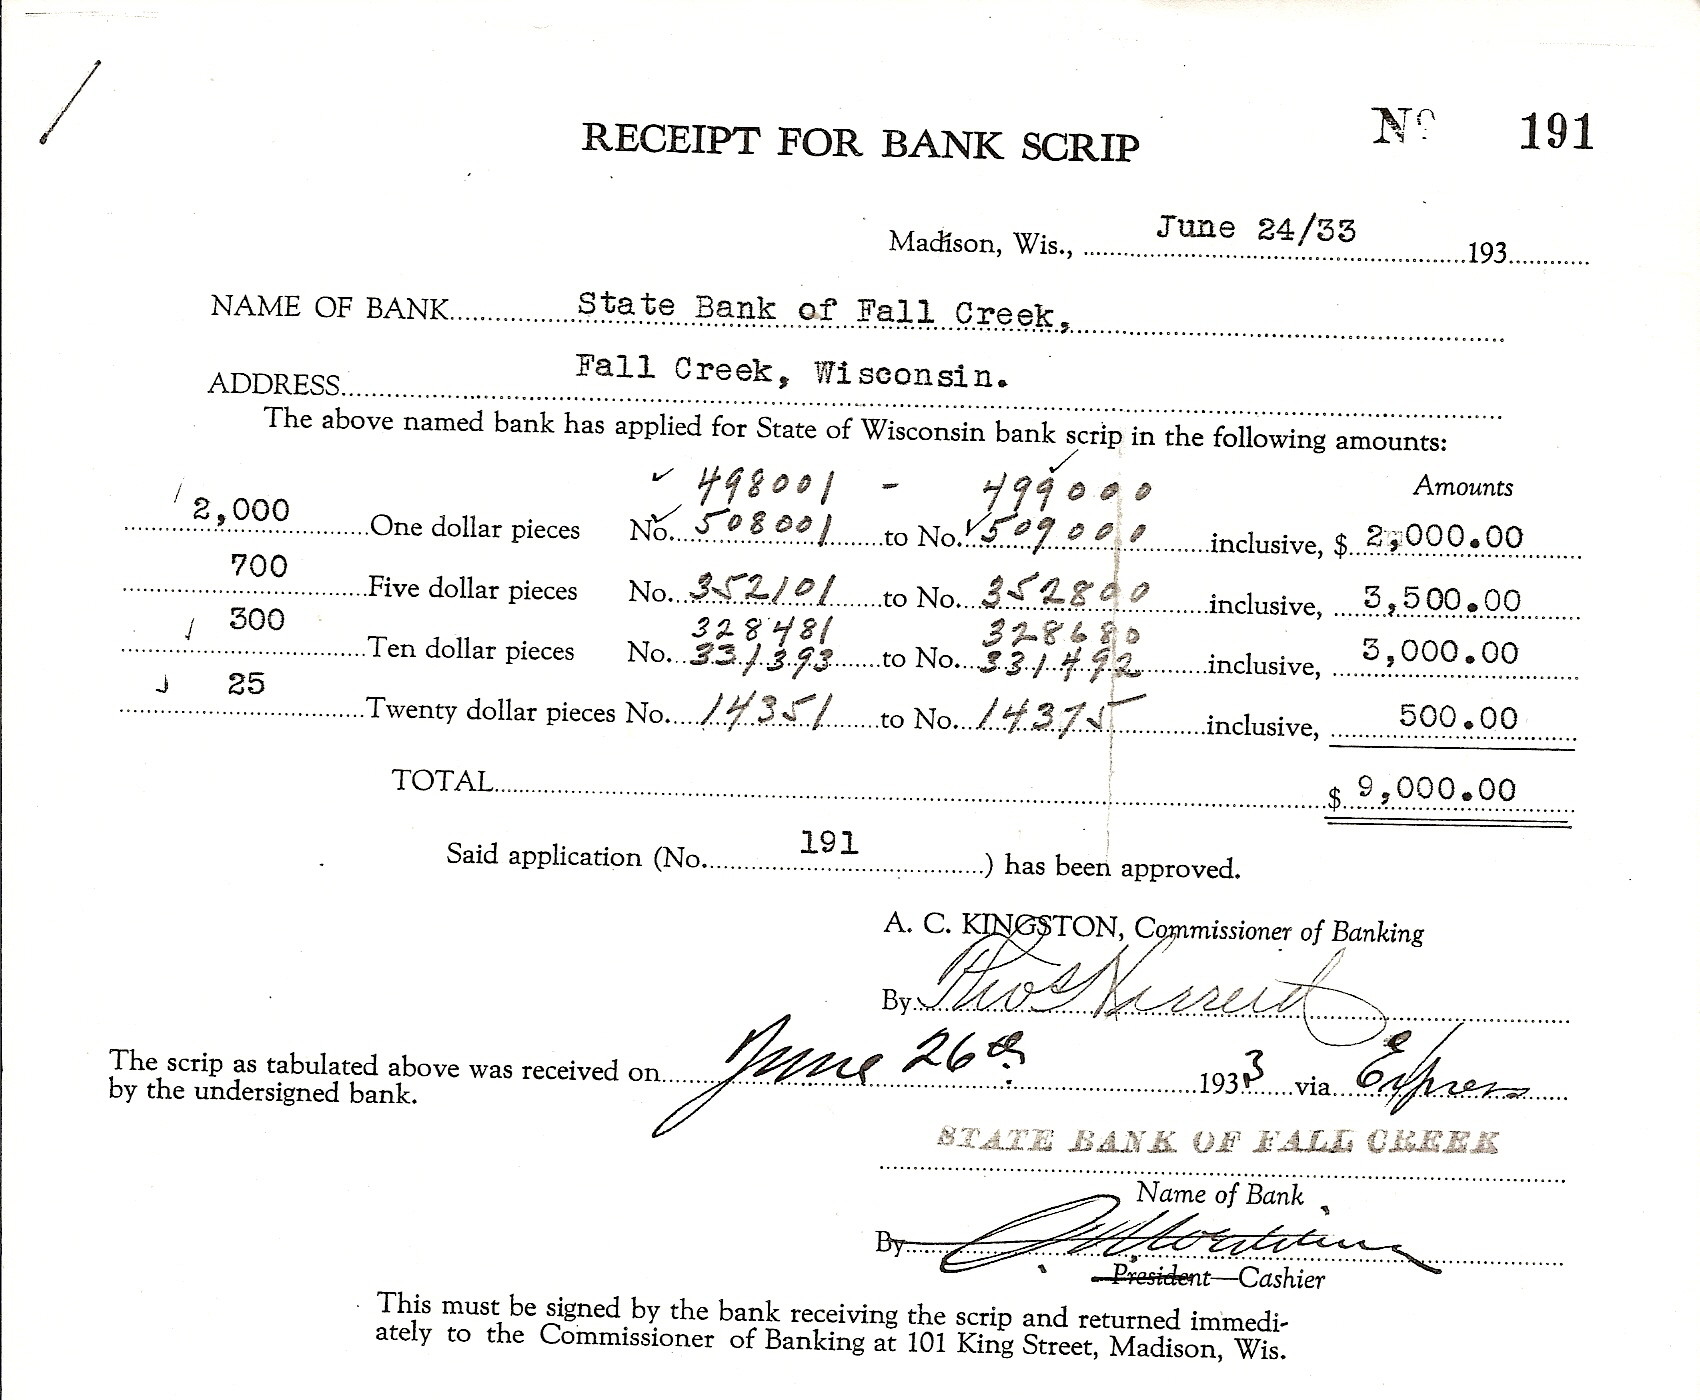 RECEIPT FOR BANK SCRIP
No 191
Madison, Wis., June 24/33 193
NAME OF BANK State Bank of Fall Creek,
ADDRESS Fall Creek, Wisconsin.
The above named bank has applied for State of Wisconsin bank scrip in the following amounts:
498001 - 499000
Amounts
2,000 One dollar pieces No. 508001 to No. 509000 inclusive, $ 2,000.00
700 Five dollar pieces No. 352101 to No. 352800 inclusive, 3,500.00
328481 328680
300 Ten dollar pieces No. 331393 to No. 331492 inclusive, 3,000.00
25 Twenty dollar pieces No. 14351 to No. 14375 inclusive, 500.00
TOTAL $ 9,000.00
Said application (No. 191 ) has been approved.
A. C. KINGSTON, Commissioner of Banking
By Thos Herreid
The scrip as tabulated above was received on June 26th 1933 via Express
by the undersigned bank.
STATE BANK OF FALL CREEK
Name of Bank
By
President—Cashier
This must be signed by the bank receiving the scrip and returned immedi-
ately to the Commissioner of Banking at 101 King Street, Madison, Wis.